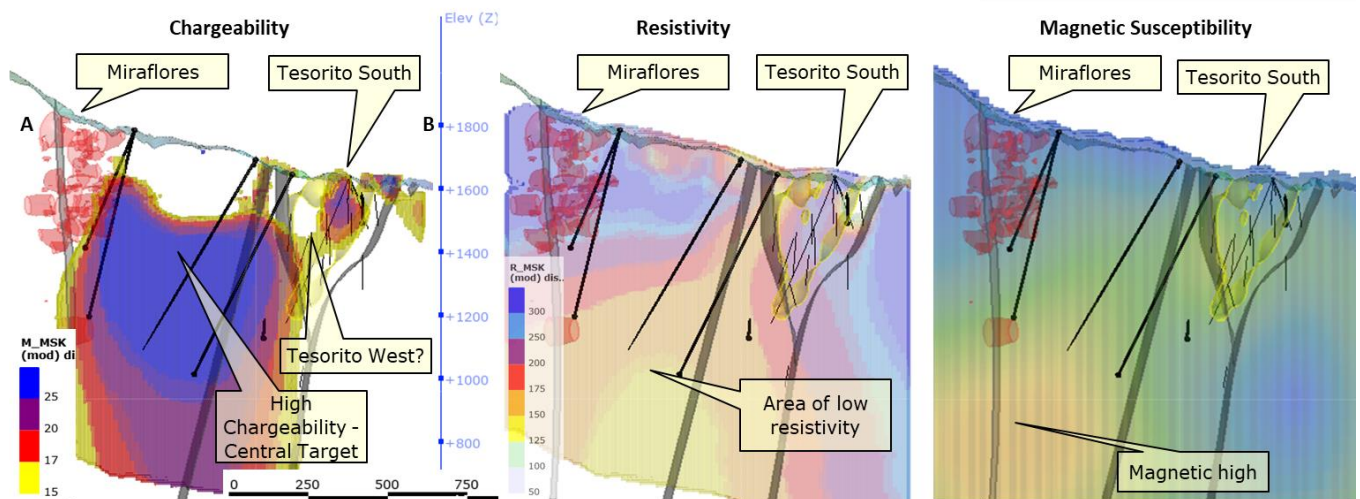 Chargeability
Elev (Z)
Resistivity
Magnetic Susceptibility
Miraflores
Tesorito South
Miraflores
Tesorito South
Miraflores
Tesorito South
A
B
+1800
+1600
+1400
+1200
+1000
+800
Tesorito West?
High
Chargeability -
Central Target
M_MSK
(mod) di
25
20
17
15
0 250 500 750
R_MSK
(mod) dis..
300
250
200
175
150
125
100
50
Area of low
resistivity
Magnetic high